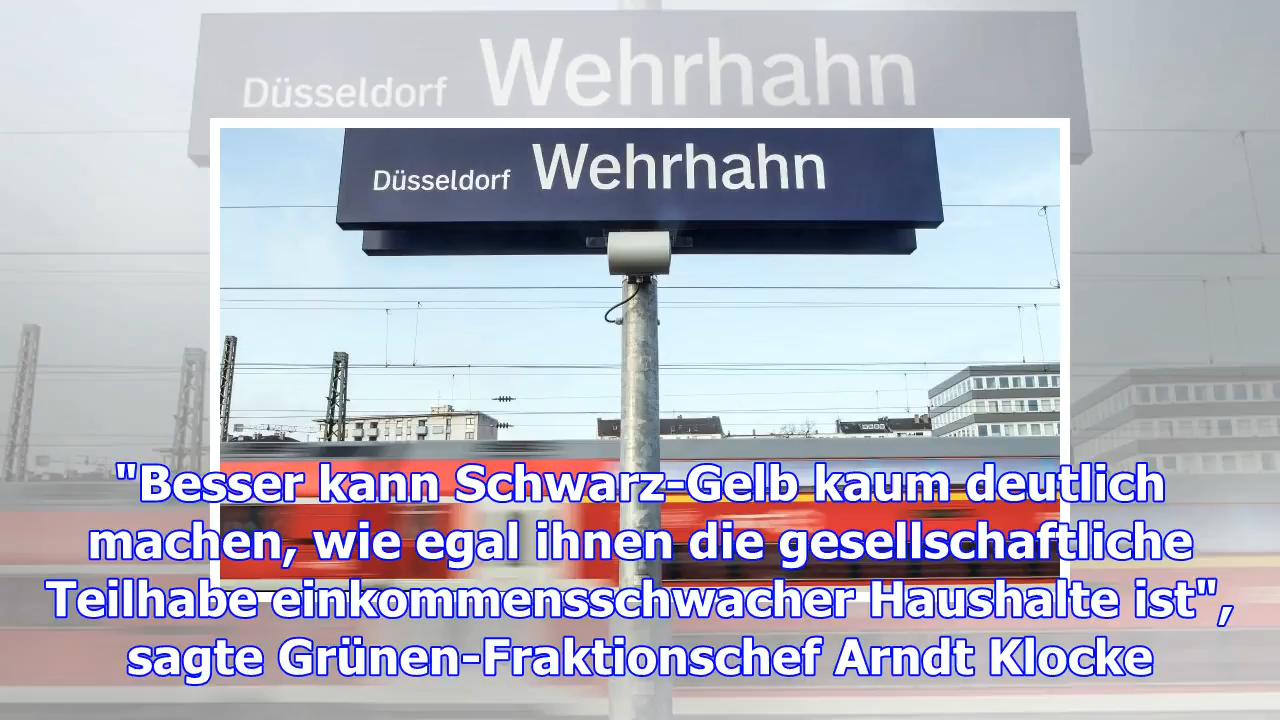 Düsseldorf Wehrhahn
Düsseldorf Wehrhahn
"Besser kann Schwarz-Gelb kaum deutlich
machen, wie egal ihnen die gesellschaftliche
Teilhabe einkommensschwacher Haushalte ist",
sagte Grünen-Fraktionschef Arndt Klocke